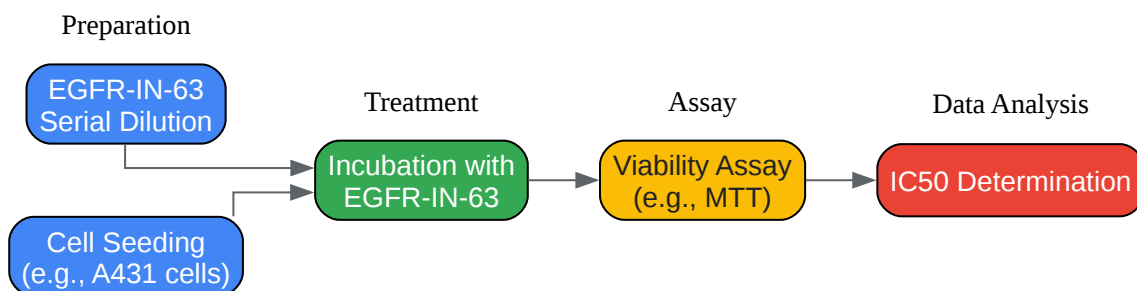 Preparation
EGFR-IN-63
Serial Dilution
Cell Seeding
(e.g., A431 cells)
Treatment
Incubation with
EGFR-IN-63
Assay
Viability Assay
(e.g., MTT)
Data Analysis
IC50 Determination